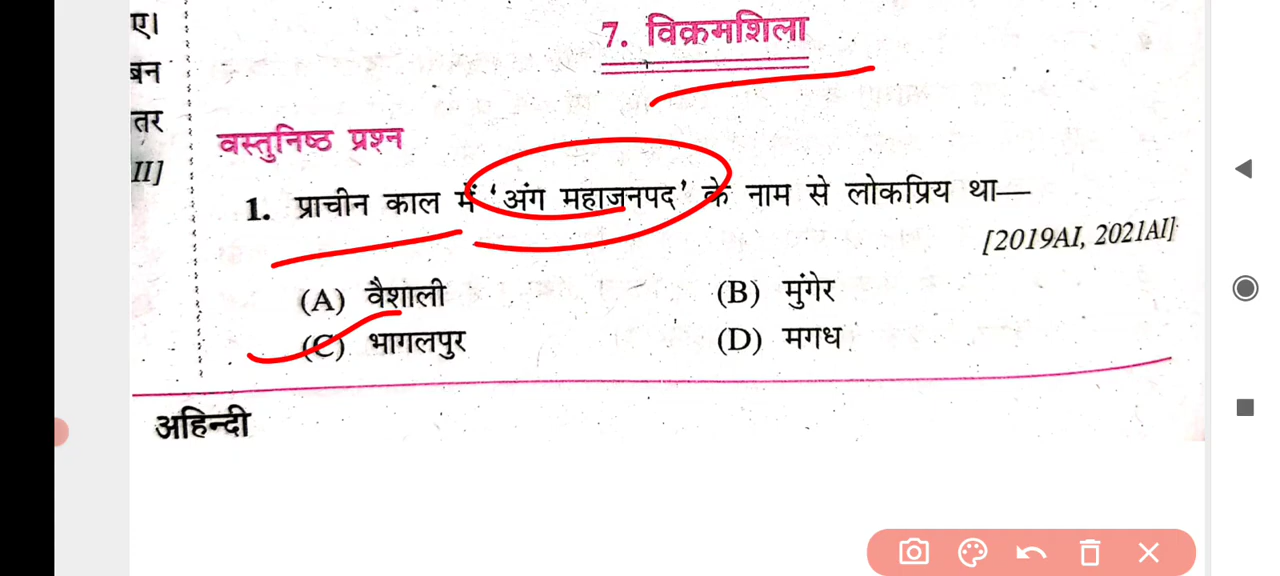 ए।
बन
तर
II]
7. विक्रमशिला
वस्तुनिष्ठ प्रश्न
1. प्राचीन काल में 'अंग महाजनपद' के नाम से लोकप्रिय था—
[2019AI, 2021AI]
(A) वैशाली (B) मुंगेर
(C) भागलपुर (D) मगध
अहिन्दी